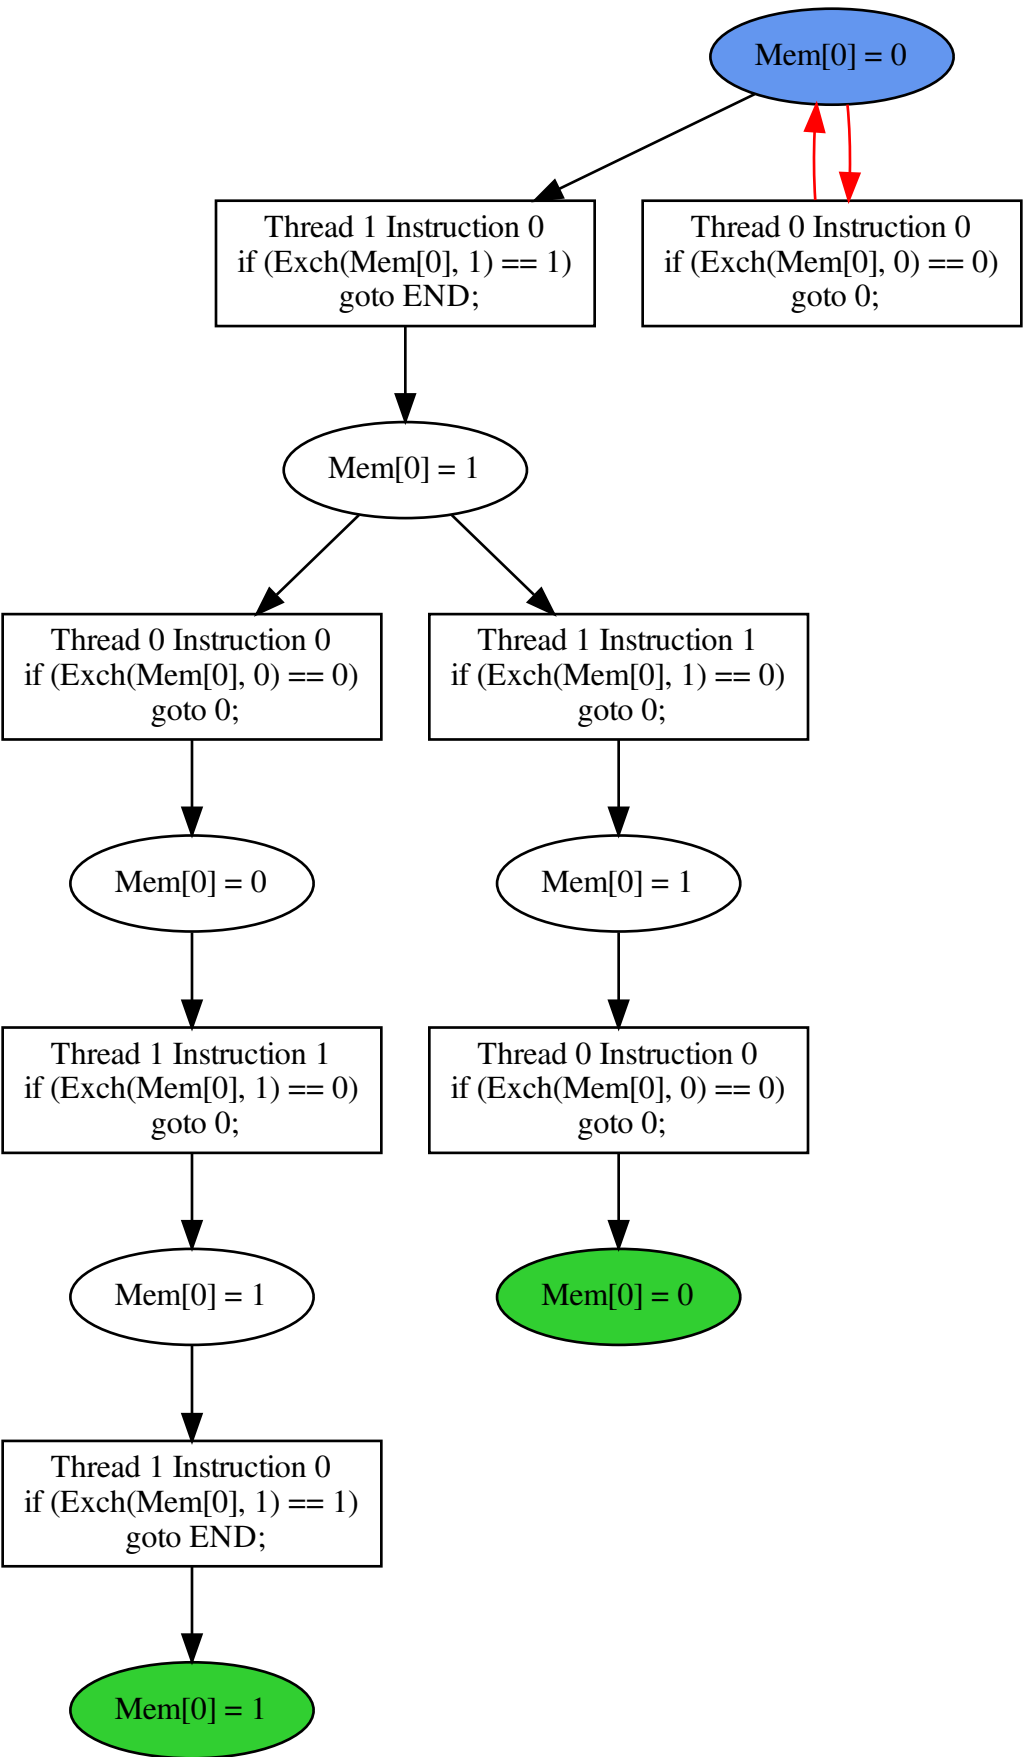 Mem[0] = 0
Thread 1 Instruction 0
if (Exch(Mem[0], 1) == 1)
goto END;
Thread 0 Instruction 0
if (Exch(Mem[0], 0) == 0)
goto 0;
Mem[0] = 1
Thread 0 Instruction 0
if (Exch(Mem[0], 0) == 0)
goto 0;
Thread 1 Instruction 1
if (Exch(Mem[0], 1) == 0)
goto 0;
Mem[0] = 0
Mem[0] = 1
Thread 1 Instruction 1
if (Exch(Mem[0], 1) == 0)
goto 0;
Thread 0 Instruction 0
if (Exch(Mem[0], 0) == 0)
goto 0;
Mem[0] = 1
Mem[0] = 0
Thread 1 Instruction 0
if (Exch(Mem[0], 1) == 1)
goto END;
Mem[0] = 1